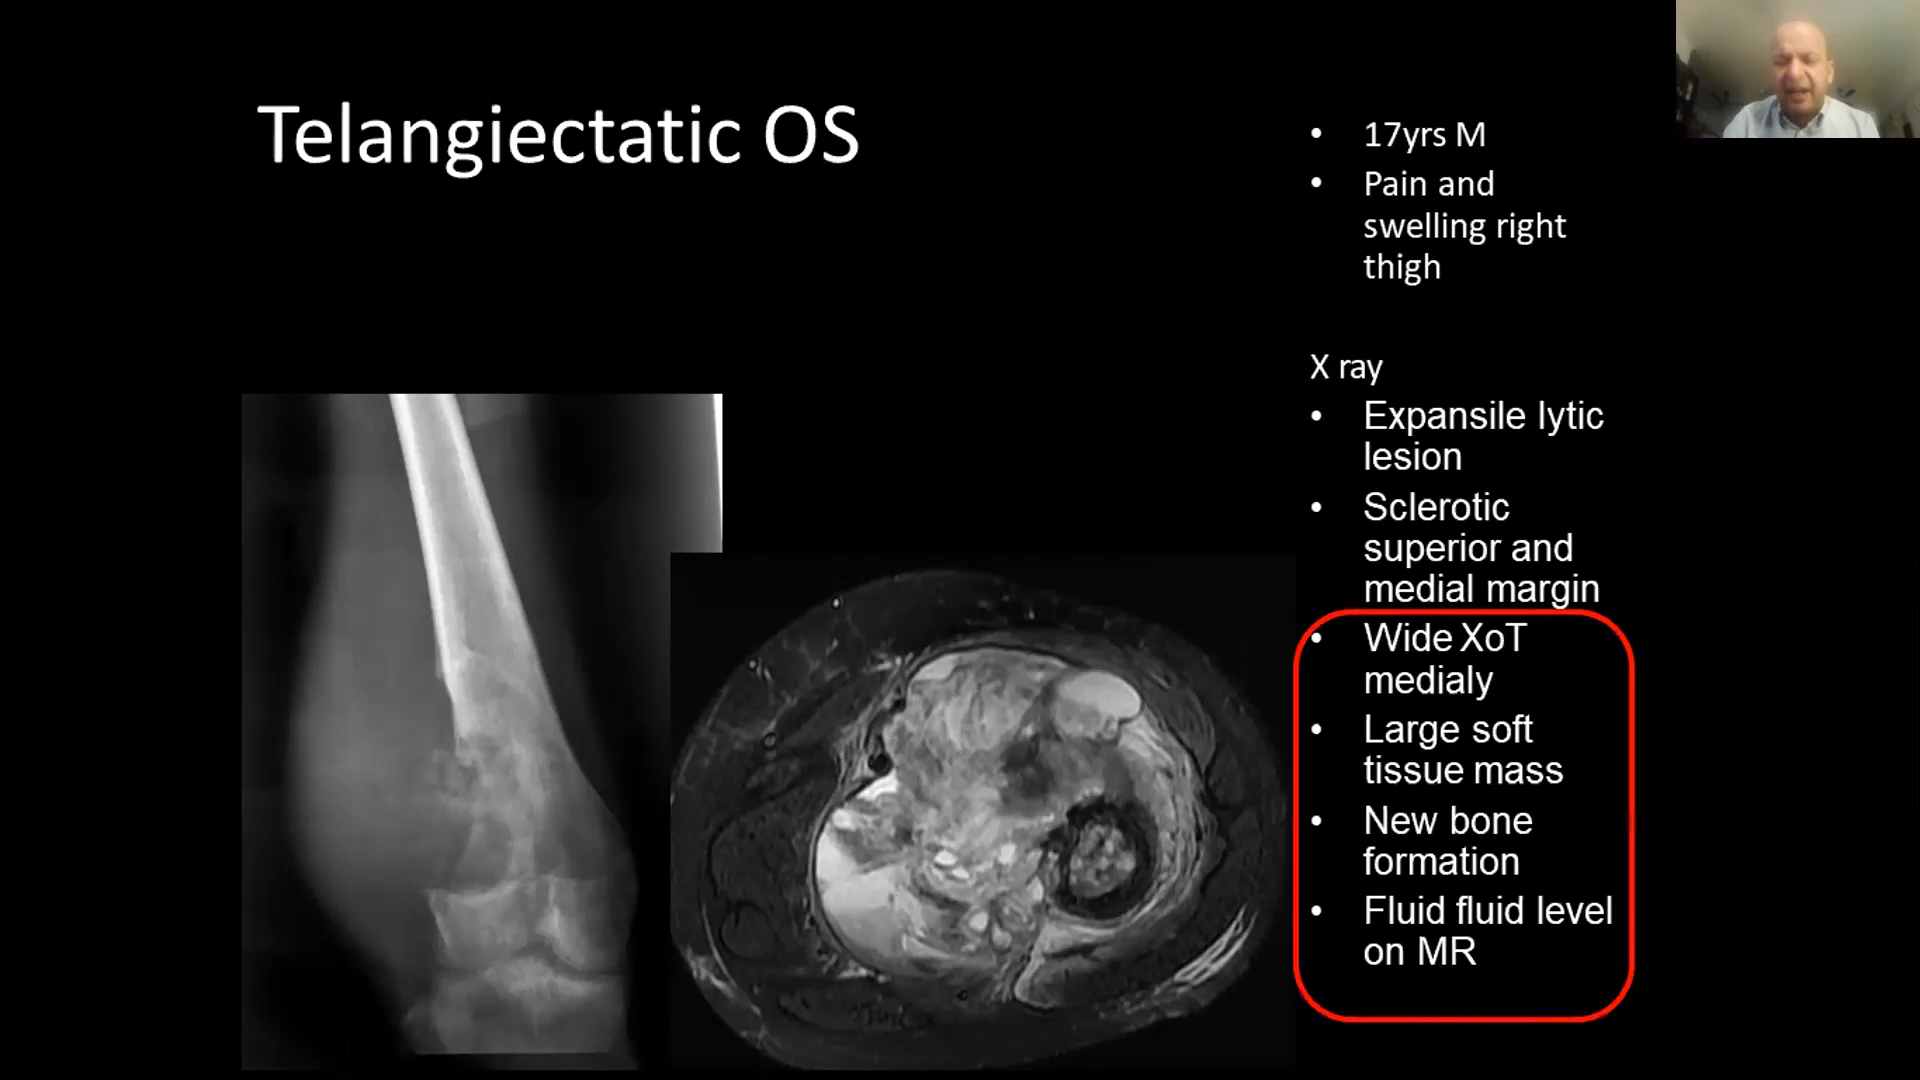 Telangiectatic OS
• 17yrs M
• Pain and
swelling right
thigh
X ray
• Expansile lytic
lesion
• Sclerotic
superior and
medial margin
• Wide XoT
medialy
• Large soft
tissue mass
• New bone
formation
• Fluid fluid level
on MR